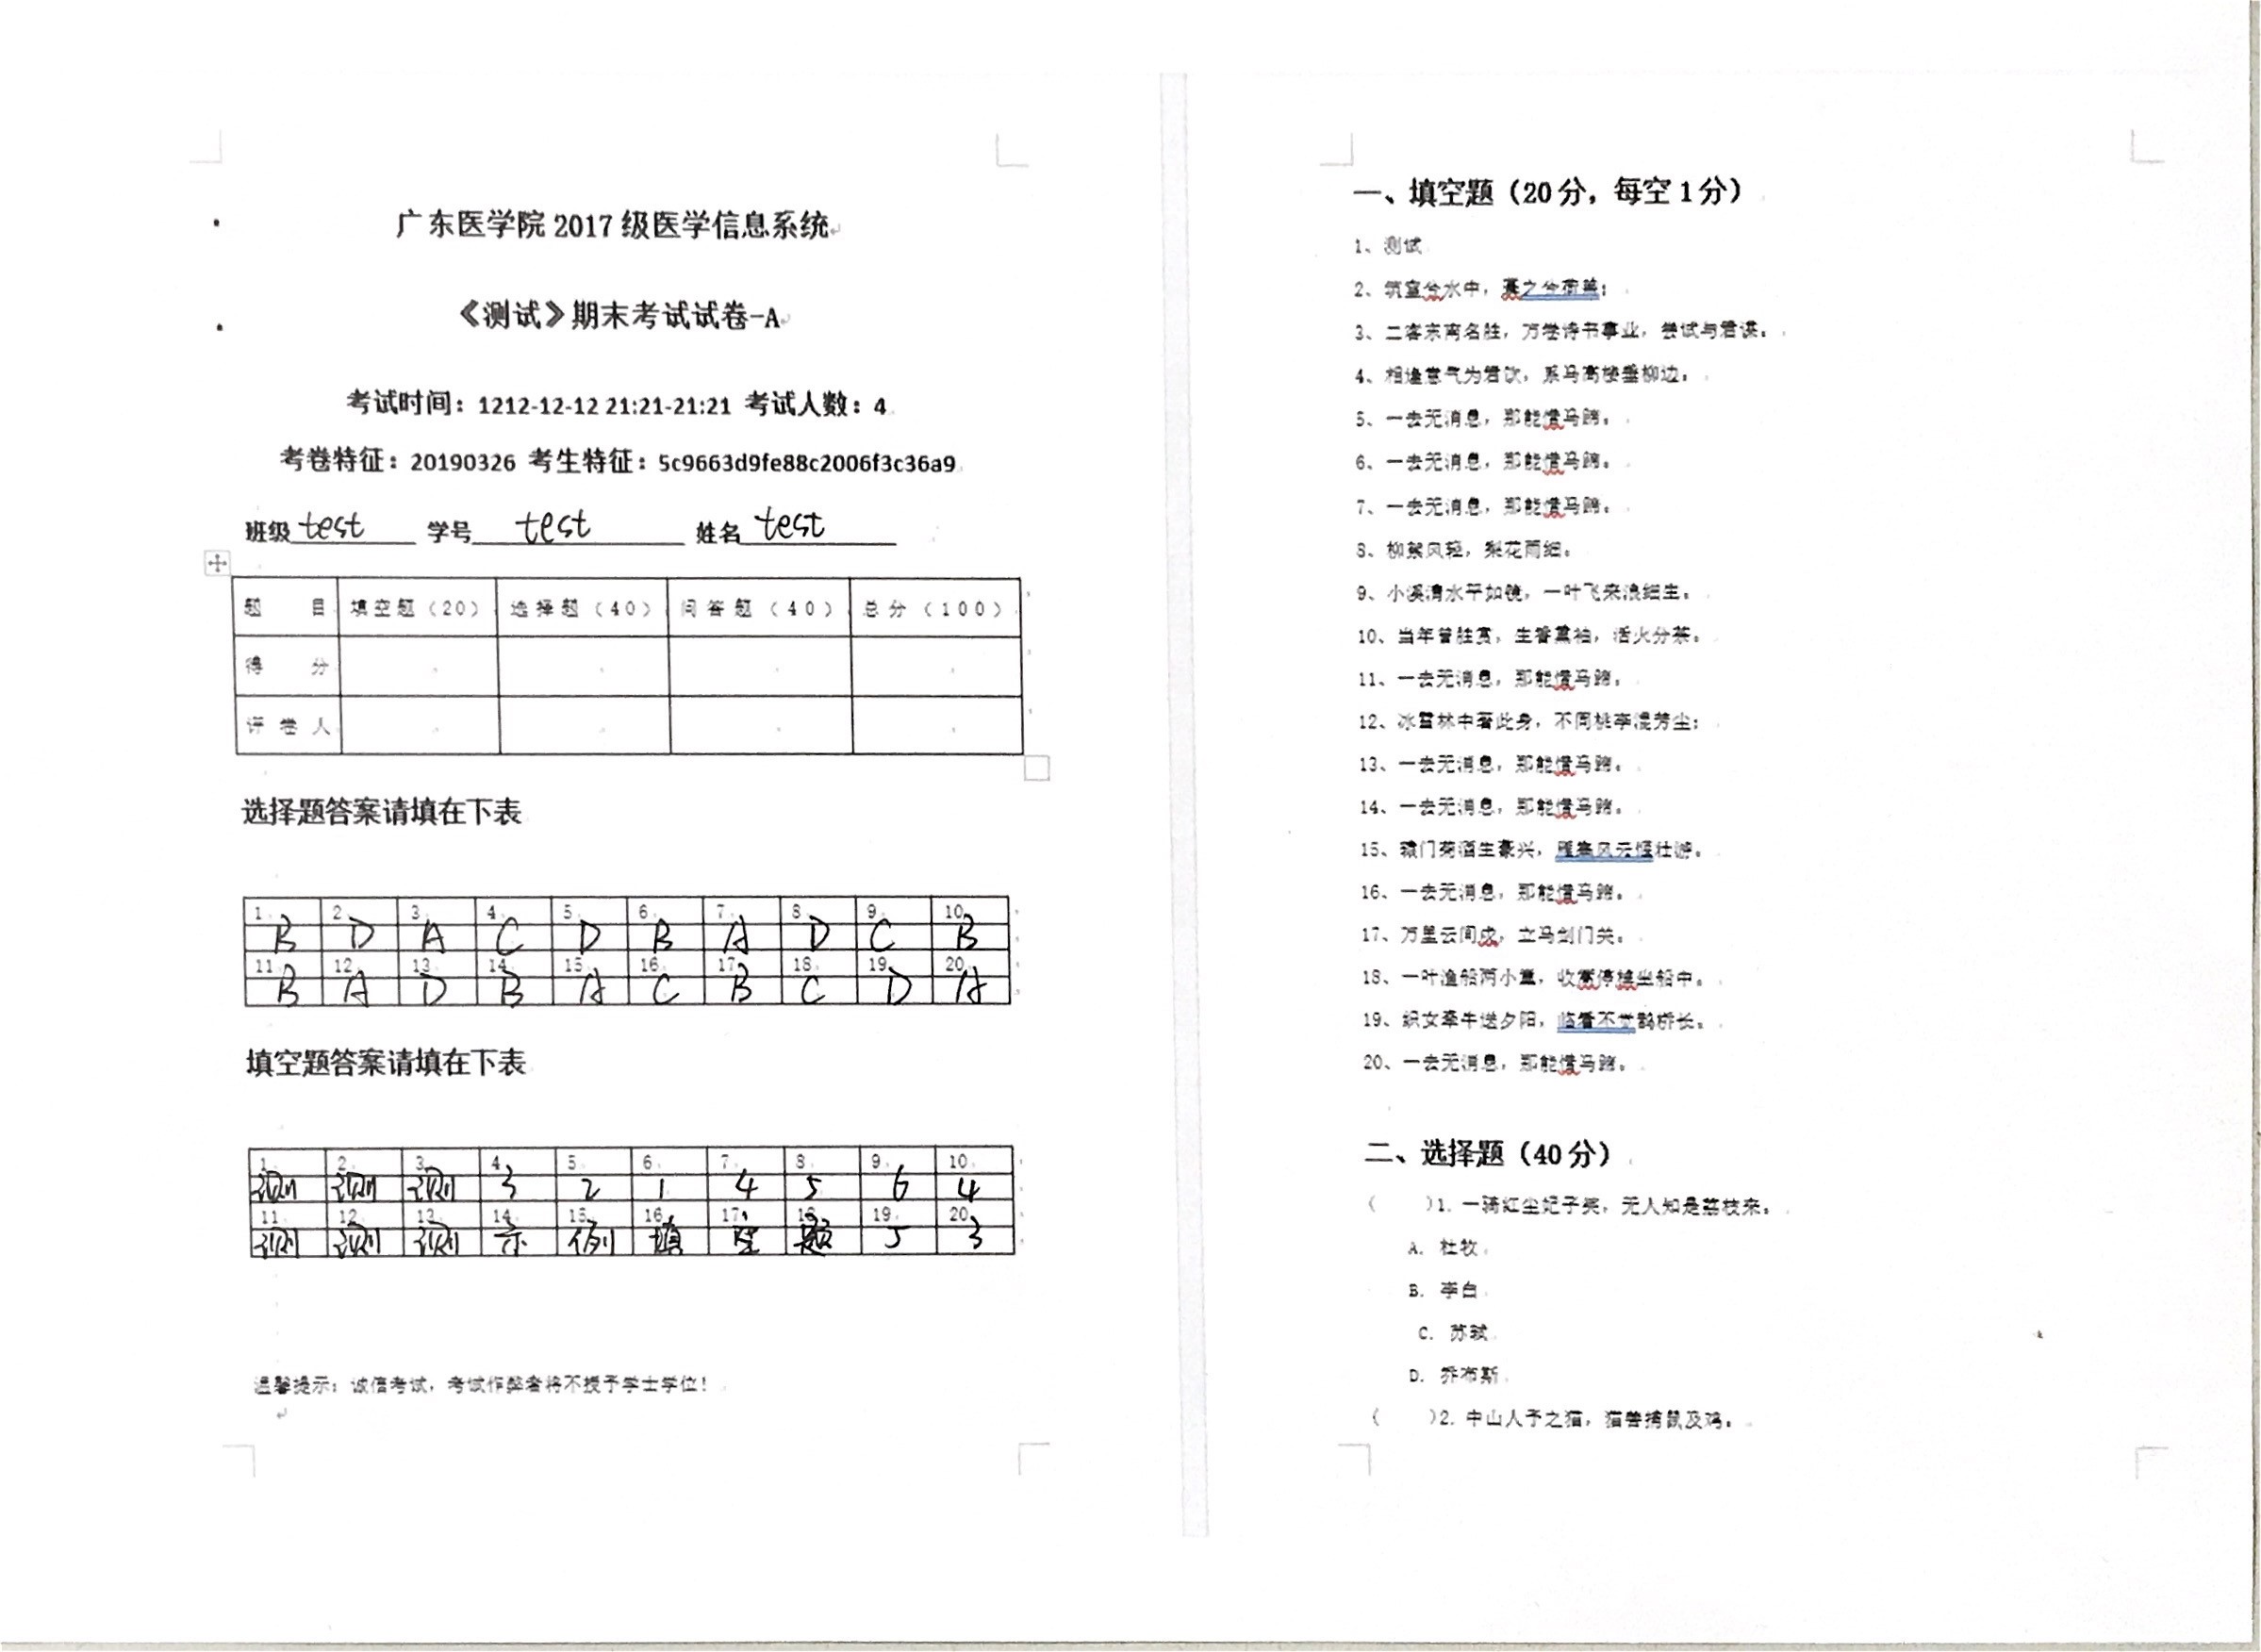 广东医学院 2017 级医学信息系统
《测试》期末考试试卷-A
考试时间：1212-12-12 21:21-21:21 考试人数：4
考卷特征：20190326 考生特征：5c9663d9fe88c2006f3c36a9
班级 test 学号 test 姓名 test
题 目 填空题（20） 选择题（40） 问答题（40） 总分（100）
得 分
评卷人
选择题答案请填在下表
1. 2. 3. 4. 5. 6. 7. 8. 9. 10.
B D A C D B A D C B
11. 12. 13. 14. 15. 16. 17. 18. 19. 20.
B A D B A C B C D A
填空题答案请填在下表
1. 2. 3. 4. 5. 6. 7. 8. 9. 10.
测 测 测 3 2 1 4 5 6 4
11. 12. 13. 14. 15. 16. 17. 18. 19. 20.
测 测 测 示 例 填 空 题 5 3
温馨提示：诚信考试，考试作弊者将不授予学士学位！
一、填空题（20 分，每空 1 分）
1、测试
2、筑室兮水中，葺之兮荷盖；
3、二客东南名胜，万卷诗书事业，尝试与君谋。
4、相逢意气为君饮，系马高楼垂柳边。
5、一去无消息，那能惜马蹄。
6、一去无消息，那能惜马蹄。
7、一去无消息，那能惜马蹄。
8、柳絮风轻，梨花雨细。
9、小溪清水平如镜，一叶飞来浪细生。
10、当年曾胜赏，生香熏袖，活火分茶。
11、一去无消息，那能惜马蹄。
12、冰雪林中著此身，不同桃李混芳尘；
13、一去无消息，那能惜马蹄。
14、一去无消息，那能惜马蹄。
15、辕门菊酒生豪兴，雁塞风云惬壮游。
16、一去无消息，那能惜马蹄。
17、万里云间戍，立马剑门关。
18、一叶渔船两小童，收篙停棹坐船中。
19、织女牵牛送夕阳，临看不觉鹊桥长。
20、一去无消息，那能惜马蹄。
二、选择题（40 分）
（ ）1. 一骑红尘妃子笑，无人知是荔枝来。
A. 杜牧
B. 李白
C. 苏轼
D. 乔布斯
（ ）2. 中山人予之猫，猫善捕鼠及鸡。